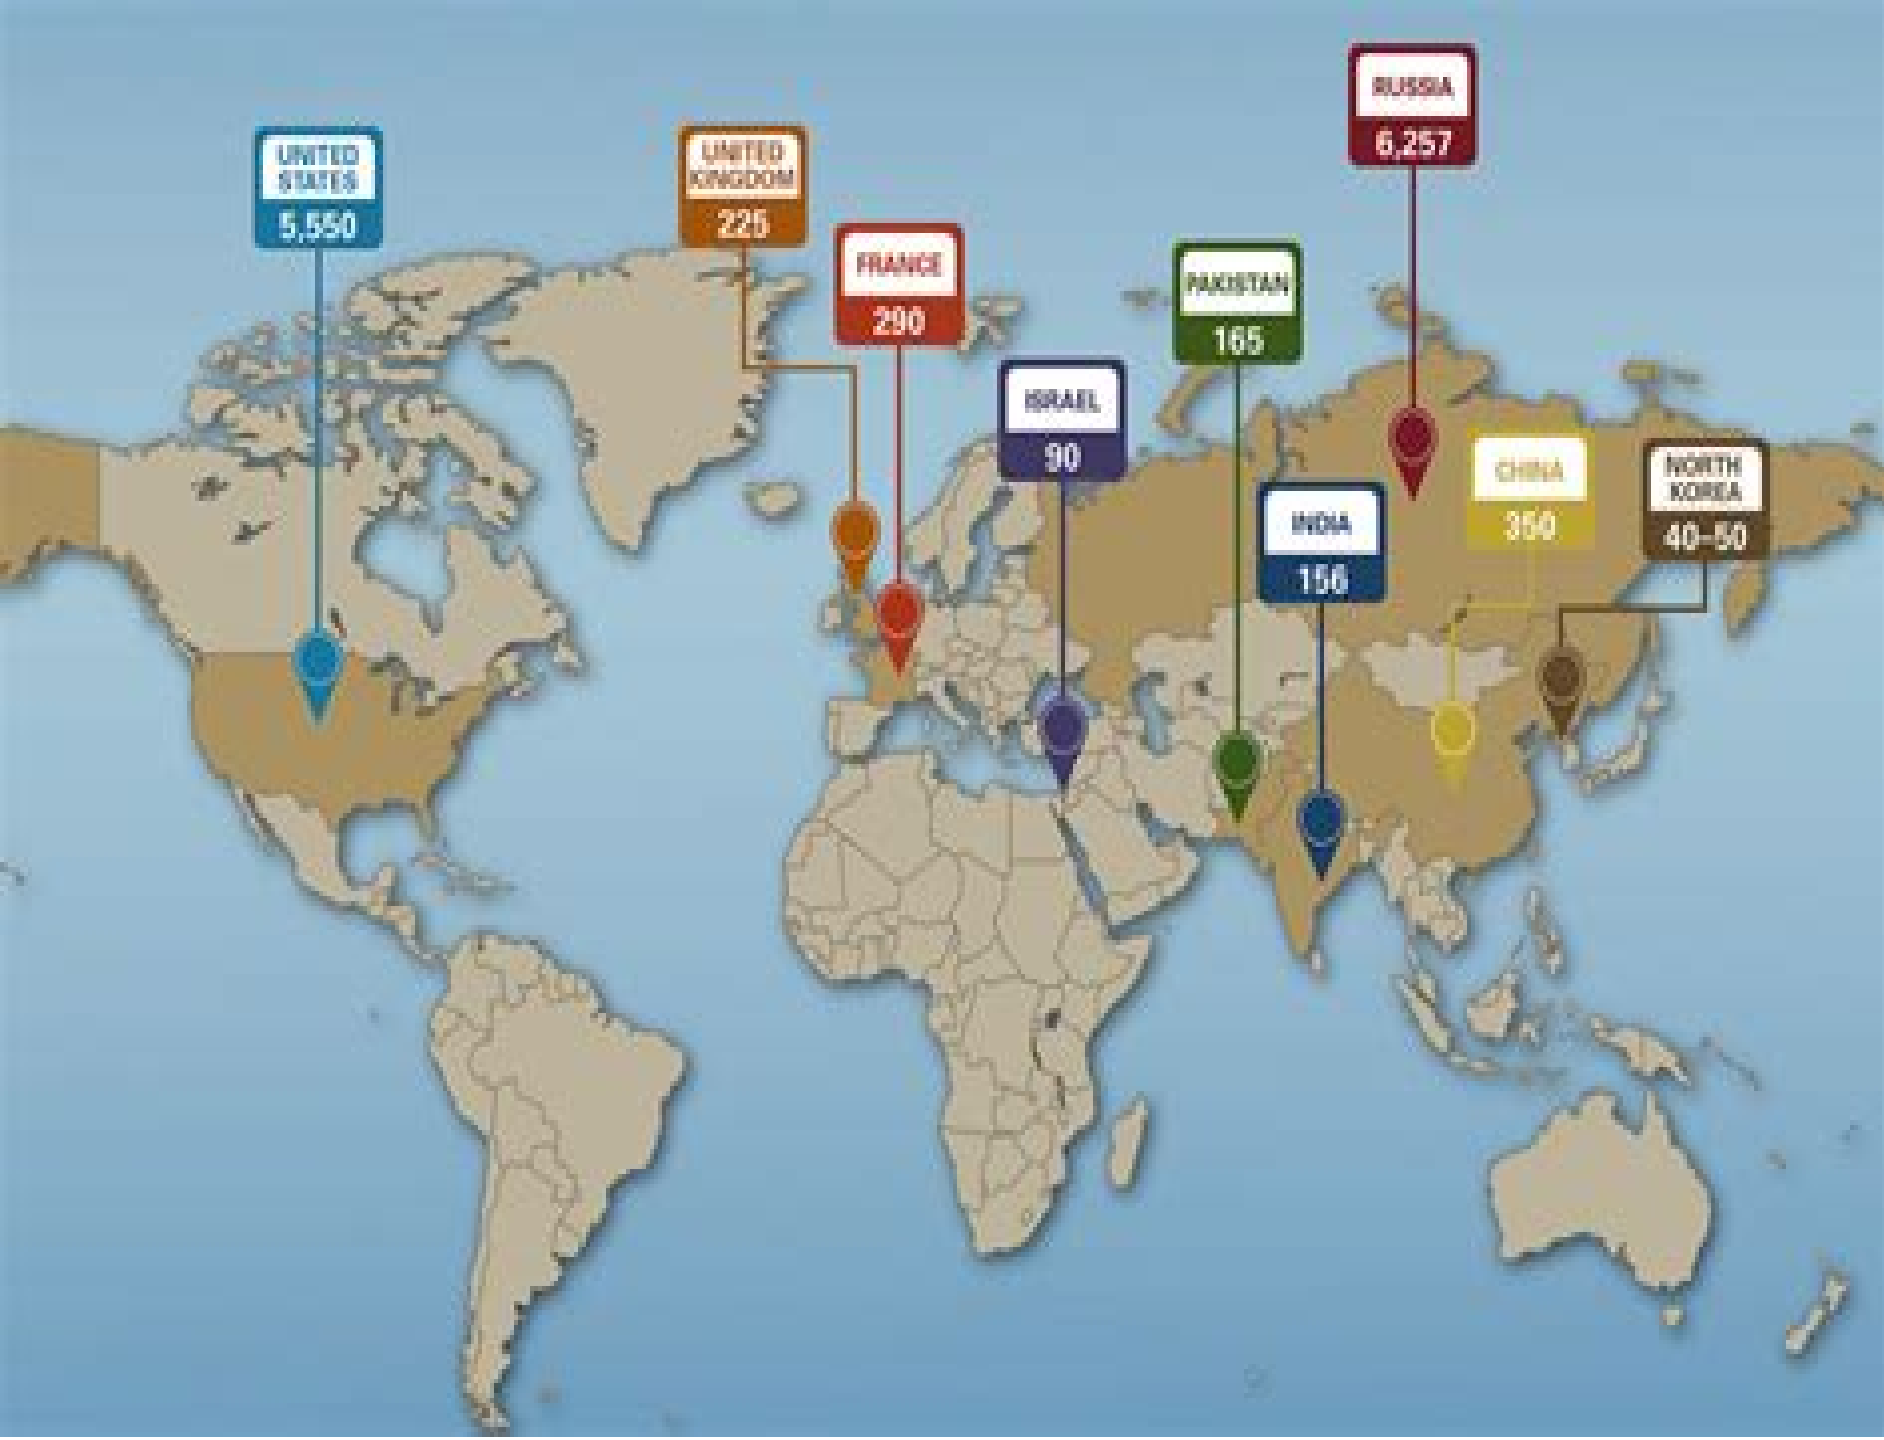 RUSSIA
6,257
UNITED
STATES
5,550
UNITED
KINGDOM
225
FRANCE
290
PAKISTAN
165
ISRAEL
90
INDIA
156
CHINA
350
NORTH
KOREA
40–50